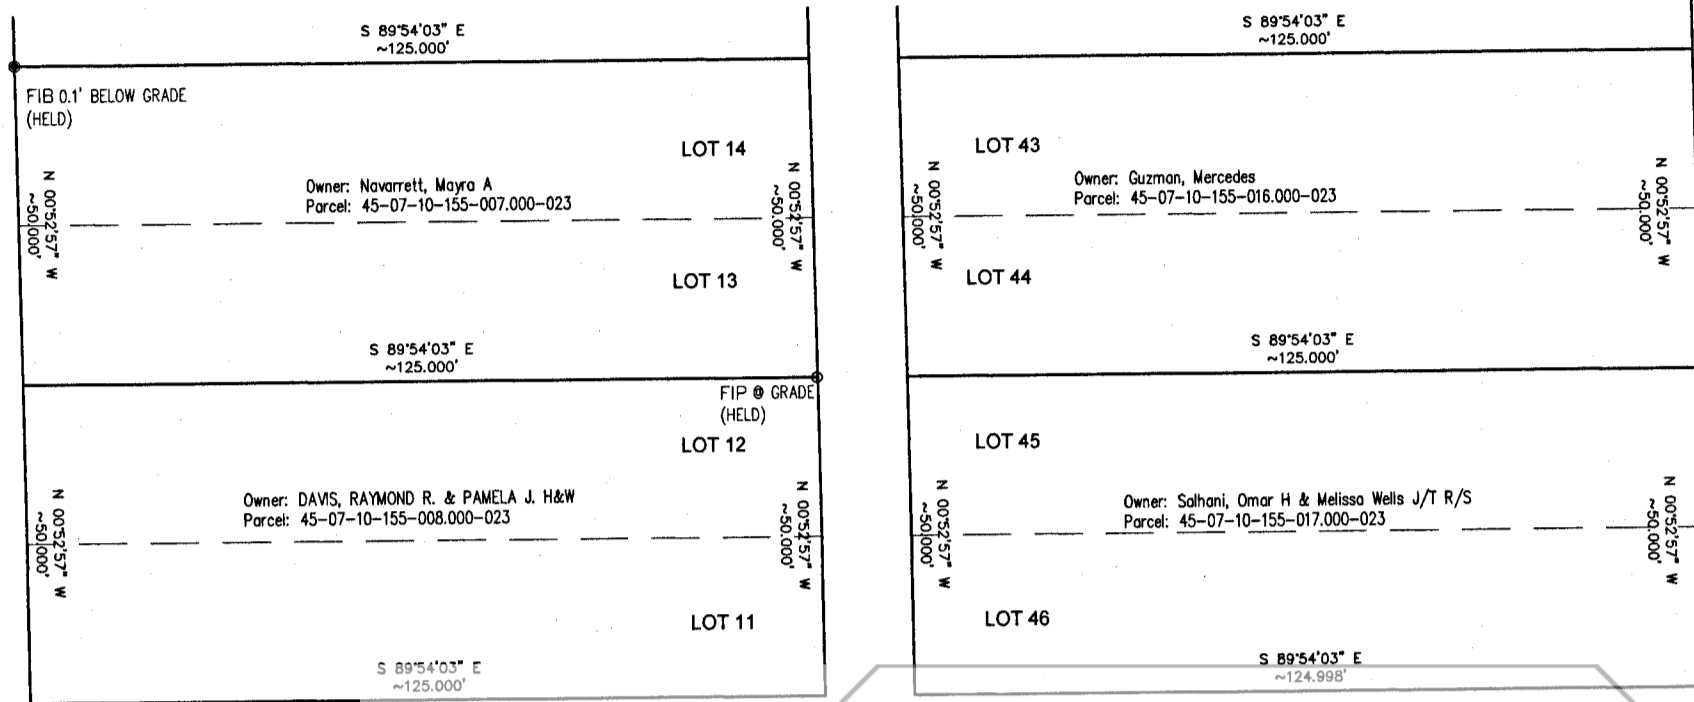 S 89°54'03" E
~125.000'
FIB 0.1' BELOW GRADE
(HELD)
LOT 14
N 00°52'57" W
~50.000'
Owner: Navarrett, Mayra A
Parcel: 45-07-10-155-007.000-023
N 00°52'57" W
~50.000'
LOT 13
S 89°54'03" E
~125.000'
FIP @ GRADE
(HELD)
LOT 12
N 00°52'57" W
~50.000'
Owner: DAVIS, RAYMOND R. & PAMELA J. H&W
Parcel: 45-07-10-155-008.000-023
N 00°52'57" W
~50.000'
LOT 11
S 89°54'03" E
~125.000'
S 89°54'03" E
~125.000'
LOT 43
N 00°52'57" W
~50.000'
Owner: Guzman, Mercedes
Parcel: 45-07-10-155-016.000-023
N 00°52'57" W
~50.000'
LOT 44
S 89°54'03" E
~125.000'
LOT 45
N 00°52'57" W
~50.000'
Owner: Salhani, Omar H & Melissa Wells J/T R/S
Parcel: 45-07-10-155-017.000-023
N 00°52'57" W
~50.000'
LOT 46
S 89°54'03" E
~124.998'